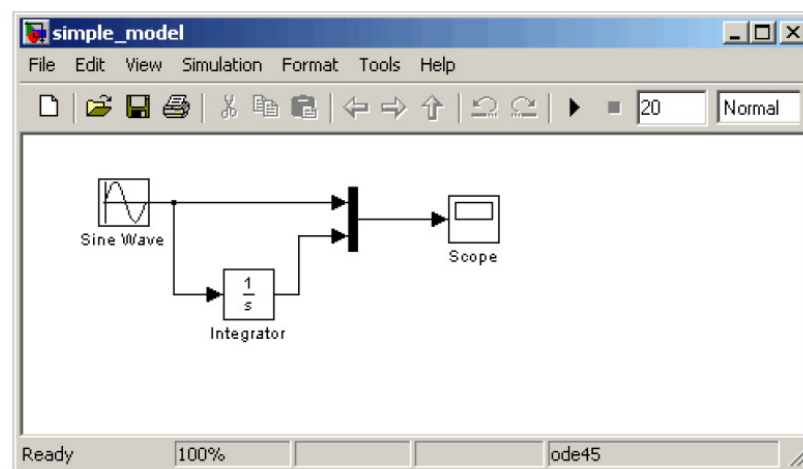 simple_model
File Edit View Simulation Format Tools Help
20 Normal
Sine Wave
Scope
1
s
Integrator
Ready 100% ode45